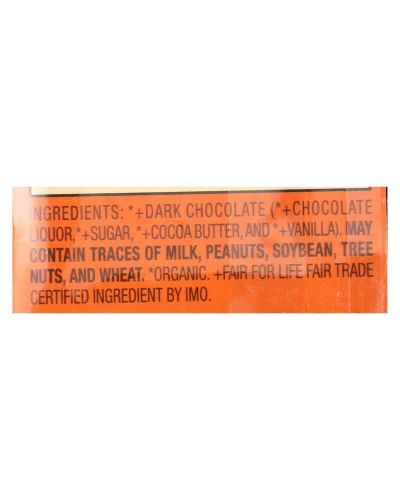 INGREDIENTS: *+DARK CHOCOLATE (*+CHOCOLATE
LIQUOR,*+SUGAR, *+COCOA BUTTER, AND *+VANILLA). MAY
CONTAIN TRACES OF MILK, PEANUTS, SOYBEAN, TREE
NUTS, AND WHEAT. *ORGANIC. +FAIR FOR LIFE FAIR TRADE
CERTIFIED INGREDIENT BY IMO.